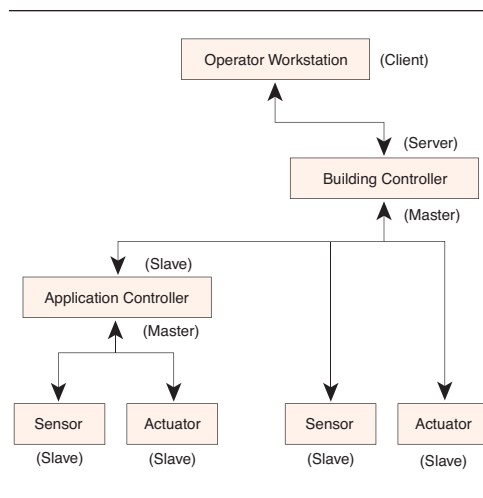 Operator Workstation (Client)
(Server)
Building Controller
(Master)
(Slave)
Application Controller
(Master)
Sensor Actuator Sensor Actuator
(Slave) (Slave) (Slave) (Slave)